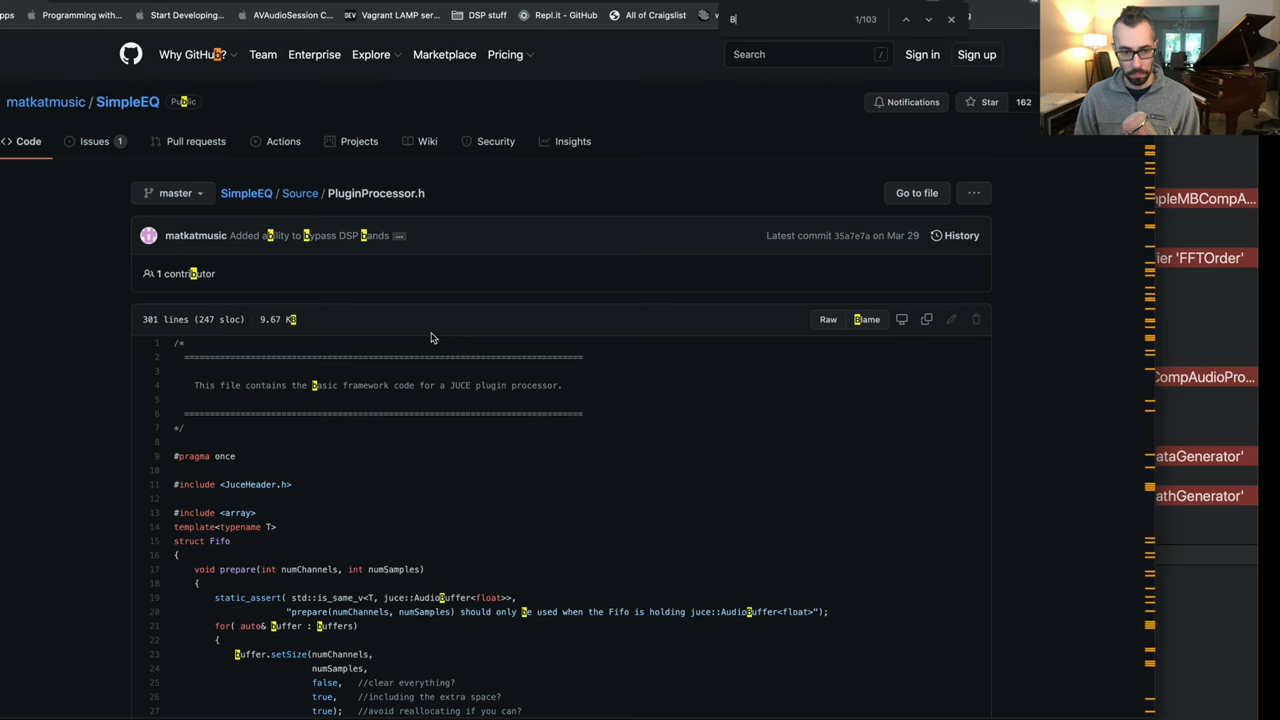 pps Programming with... Start Developing... AVAudioSession C... DEV Vagrant LAMP ser... DSP stuff Repl.it - GitHub All of Craigslist
B 1/103
Why GitHub? Team Enterprise Explore Marketplace Pricing Search / Sign in Sign up
matkatmusic / SimpleEQ Public Notifications Star 162
<> Code Issues 1 Pull requests Actions Projects Wiki Security Insights
master SimpleEQ / Source / PluginProcessor.h Go to file ...
matkatmusic Added ability to bypass DSP bands ... Latest commit 35a7e7a on Mar 29 History
1 contributor
301 lines (247 sloc) 9.67 KB Raw Blame
1 /*
2 ==============================================================================
3
4 This file contains the basic framework code for a JUCE plugin processor.
5
6 ==============================================================================
7 */
8
9 #pragma once
10
11 #include <JuceHeader.h>
12
13 #include <array>
14 template<typename T>
15 struct Fifo
16 {
17 void prepare(int numChannels, int numSamples)
18 {
19 static_assert( std::is_same_v<T, juce::AudioBuffer<float>>,
20 "prepare(numChannels, numSamples) should only be used when the Fifo is holding juce::AudioBuffer<float>");
21 for( auto& buffer : buffers)
22 {
23 buffer.setSize(numChannels,
24 numSamples,
25 false, //clear everything?
26 true, //including the extra space?
27 true); //avoid reallocating if you can?
mpleMBCompA...
ier 'FFTOrder'
CompAudioPro...
ataGenerator'
athGenerator'